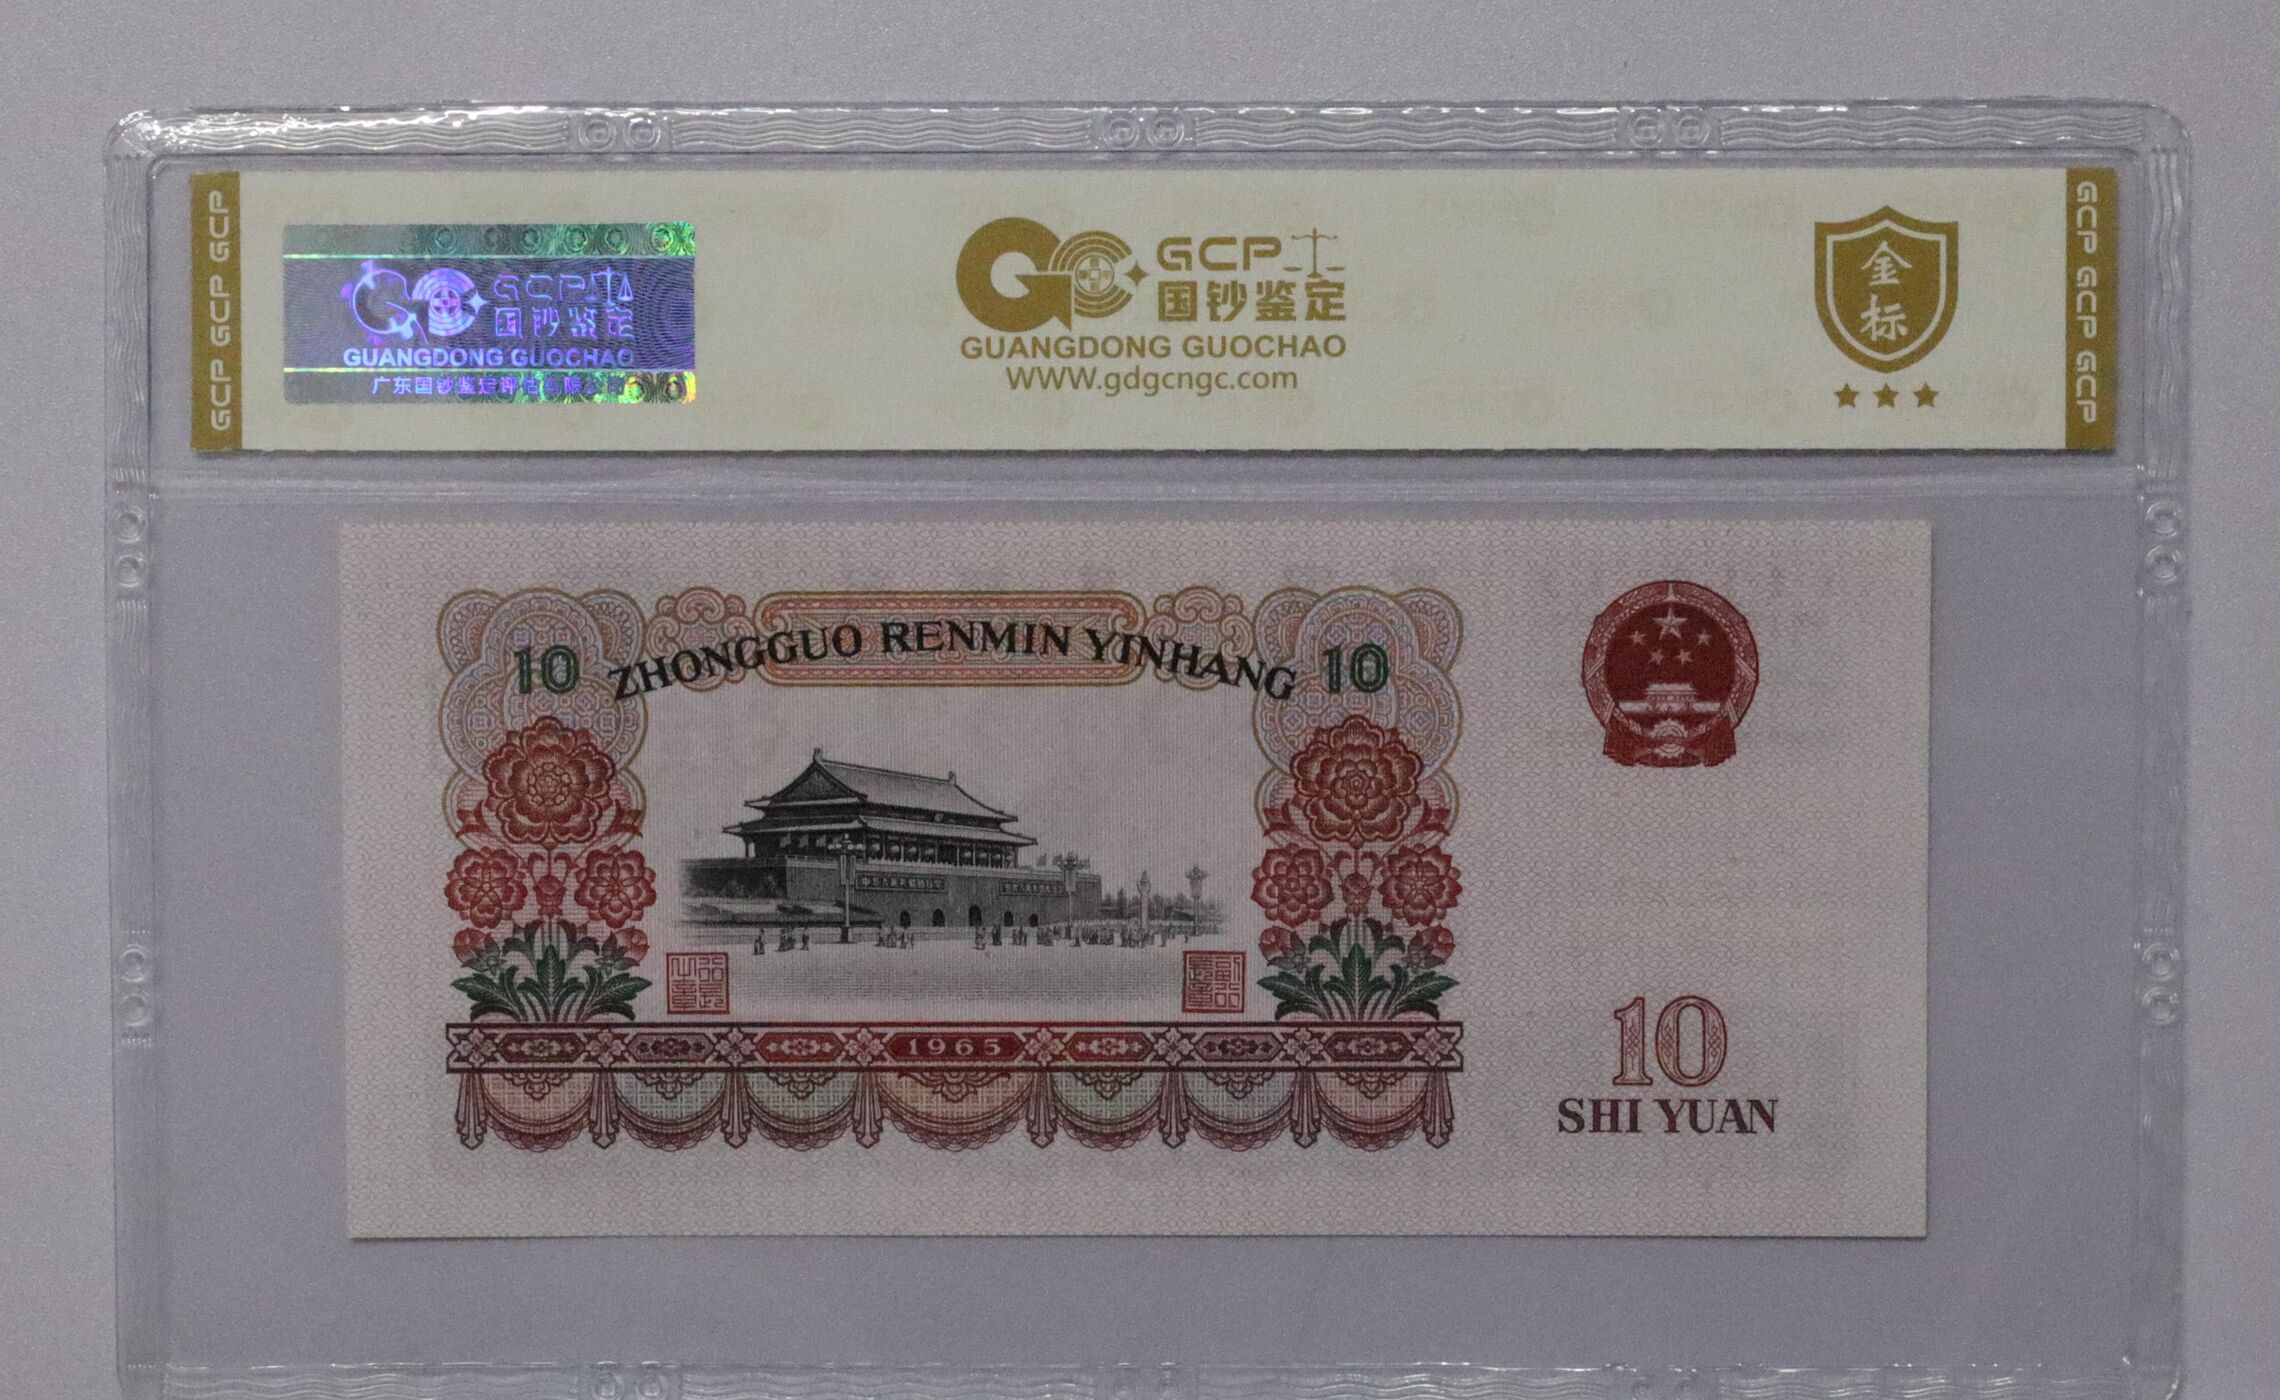 GCP GCP GCP
GCP
国钞鉴定
GUANGDONG GUOCHAO
广东国钞鉴定评估有限公司
GCP
国钞鉴定
GUANGDONG GUOCHAO
WWW.gdgcngc.com
金标
GCP GCP GCP
10 ZHONGGUO RENMIN YINHANG 10
1965
10
SHI YUAN